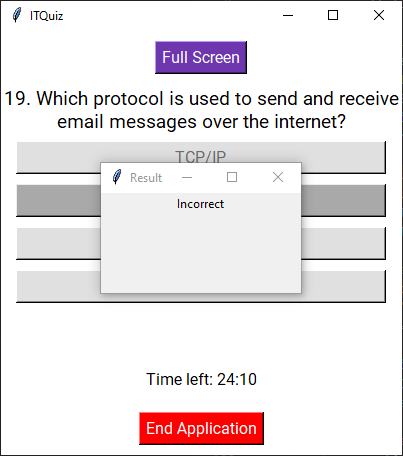 ITQuiz
Full Screen
19. Which protocol is used to send and receive
email messages over the internet?
TCP/IP
Result
Incorrect
Time left: 24:10
End Application